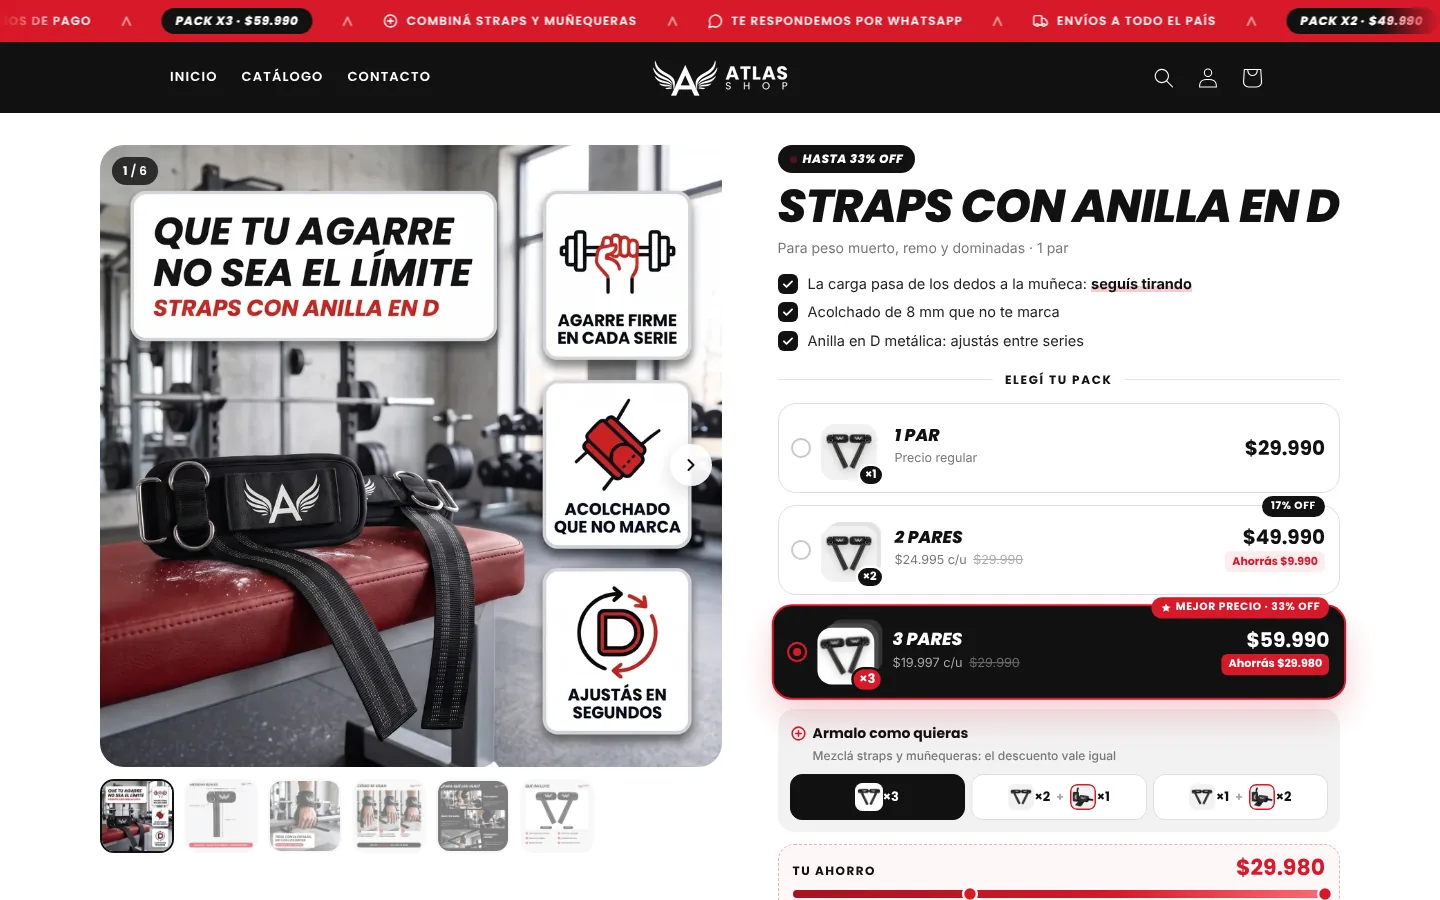 OS DE PAGO
PACK X3 · $59.990
COMBINÁ STRAPS Y MUÑEQUERAS
TE RESPONDEMOS POR WHATSAPP
ENVÍOS A TODO EL PAÍS
PACK X2 · $49.990
INICIO
CATÁLOGO
CONTACTO
ATLAS
SHOP
1 / 6
QUE TU AGARRE
NO SEA EL LÍMITE
STRAPS CON ANILLA EN D
AGARRE FIRME
EN CADA SERIE
ACOLCHADO
QUE NO MARCA
D
AJUSTÁS EN
SEGUNDOS
A
HASTA 33% OFF
STRAPS CON ANILLA EN D
Para peso muerto, remo y dominadas · 1 par
La carga pasa de los dedos a la muñeca: seguís tirando
Acolchado de 8 mm que no te marca
Anilla en D metálica: ajustás entre series
ELEGÍ TU PACK
1 PAR
Precio regular
×1
$29.990
17% OFF
2 PARES
$24.995 c/u $29.990
×2
$49.990
Ahorrás $9.990
★ MEJOR PRECIO · 33% OFF
3 PARES
$19.997 c/u $29.990
×3
$59.990
Ahorrás $29.980
Armalo como quieras
Mezclá straps y muñequeras: el descuento vale igual
×3
×2 + ×1
×1 + ×2
TU AHORRO
$29.980